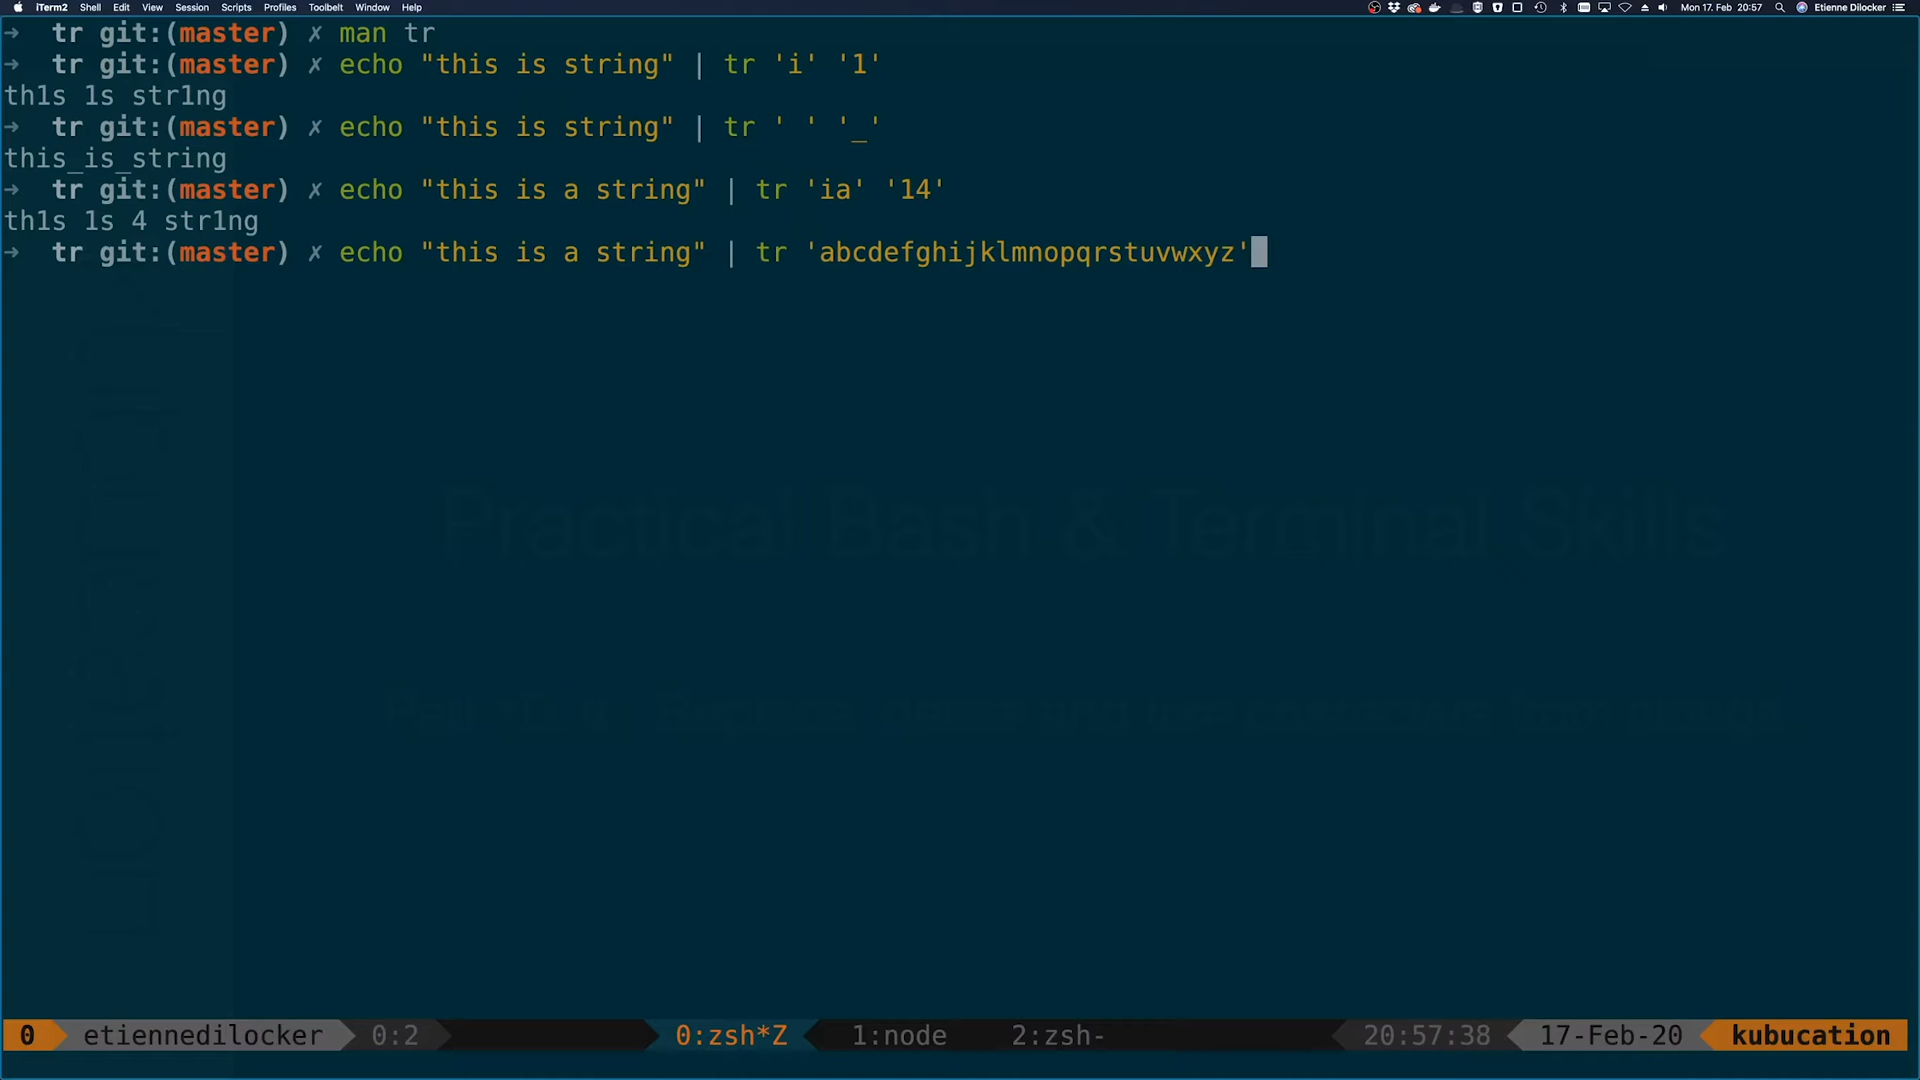 iTerm2 Shell Edit View Session Scripts Profiles Toolbelt Window Help Mon 17. Feb 20:57 Etienne Dilocker
→ tr git:(master) ✗ man tr
→ tr git:(master) ✗ echo "this is string" | tr 'i' '1'
th1s 1s str1ng
→ tr git:(master) ✗ echo "this is string" | tr ' ' '_'
this_is_string
→ tr git:(master) ✗ echo "this is a string" | tr 'ia' '14'
th1s 1s 4 str1ng
→ tr git:(master) ✗ echo "this is a string" | tr 'abcdefghijklmnopqrstuvwxyz'
Practical Bash & Terminal Skills
0 etiennedilocker 0:2 0:zsh*Z 1:node 2:zsh- 20:57:38 17-Feb-20 kubucation